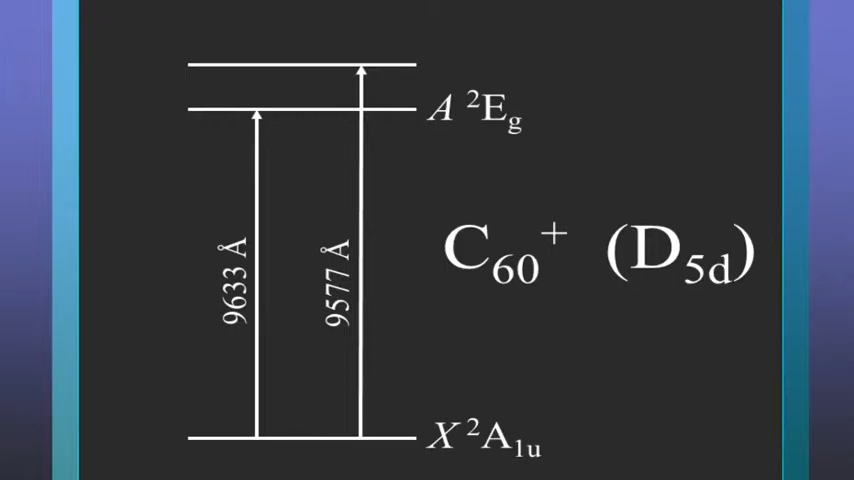 A ²E_g
9633 Å
9577 Å
C₆₀⁺ (D₅d)
X ²A₁u